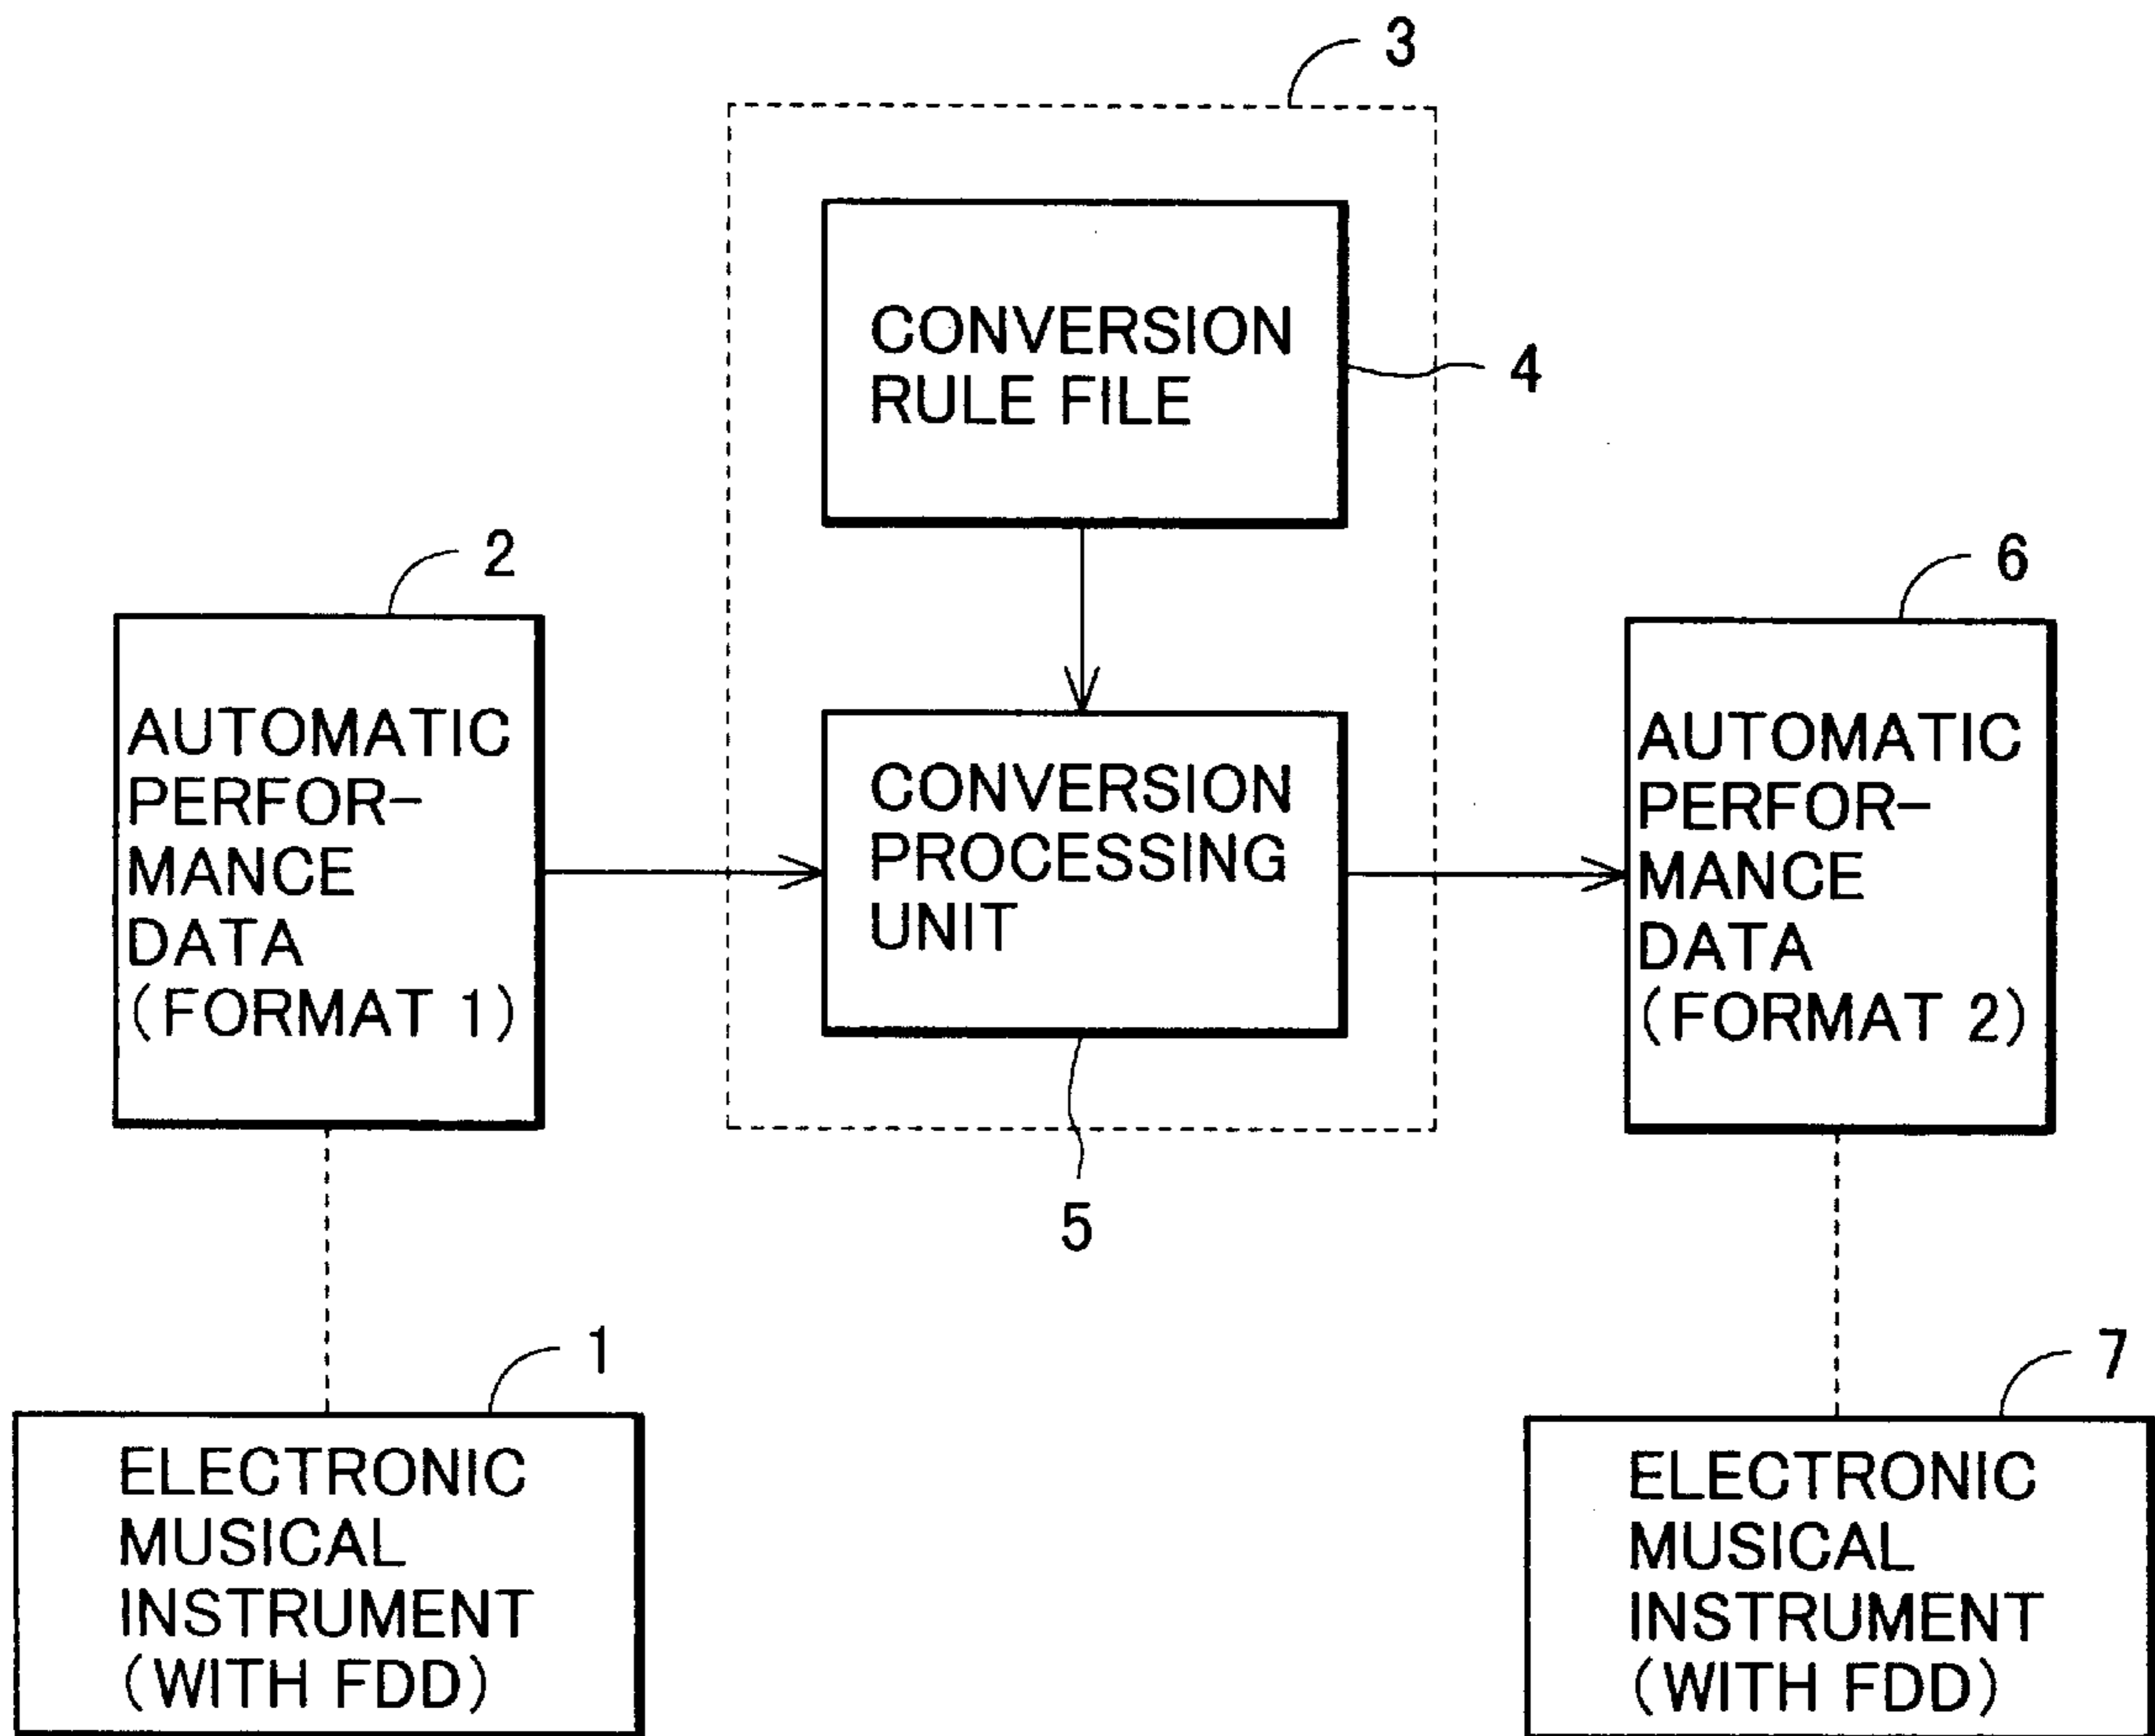 3
CONVERSION
RULE FILE
4
2
AUTOMATIC
PERFOR-
MANCE
DATA
(FORMAT 1)
CONVERSION
PROCESSING
UNIT
5
6
AUTOMATIC
PERFOR-
MANCE
DATA
(FORMAT 2)
1
ELECTRONIC
MUSICAL
INSTRUMENT
(WITH FDD)
7
ELECTRONIC
MUSICAL
INSTRUMENT
(WITH FDD)